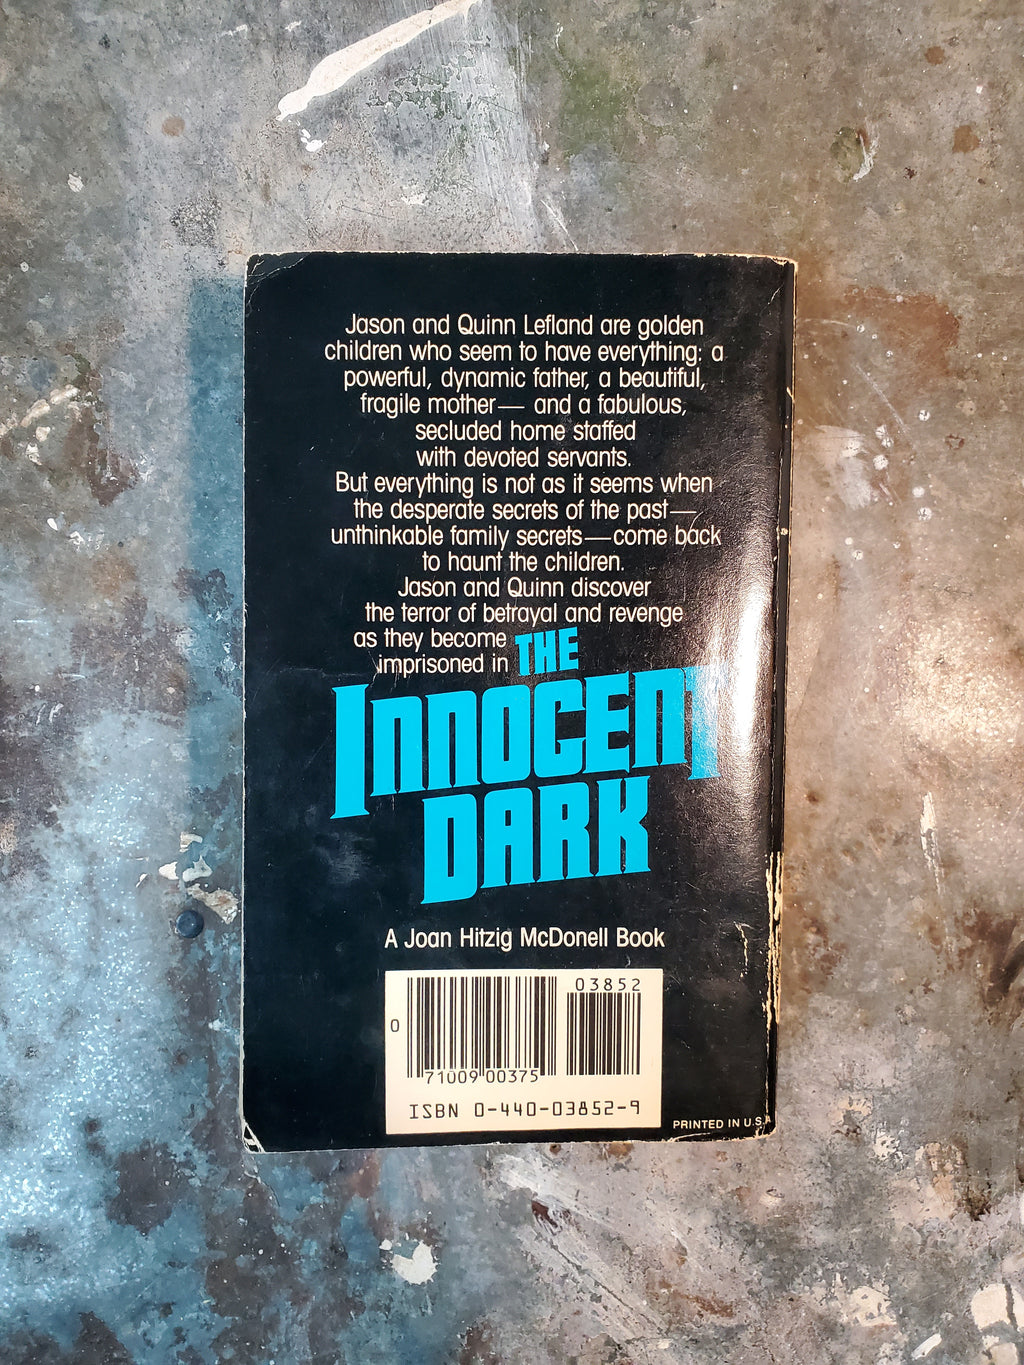 Jason and Quinn Lefland are golden
children who seem to have everything: a
powerful, dynamic father, a beautiful,
fragile mother— and a fabulous,
secluded home staffed
with devoted servants.
But everything is not as it seems when
the desperate secrets of the past—
unthinkable family secrets—come back
to haunt the children.
Jason and Quinn discover
the terror of betrayal and revenge
as they become
imprisoned in THE
INNOCENT
DARK
A Joan Hitzig McDonell Book
03852
0
71009 00375
ISBN 0-440-03852-9
PRINTED IN U.S.A